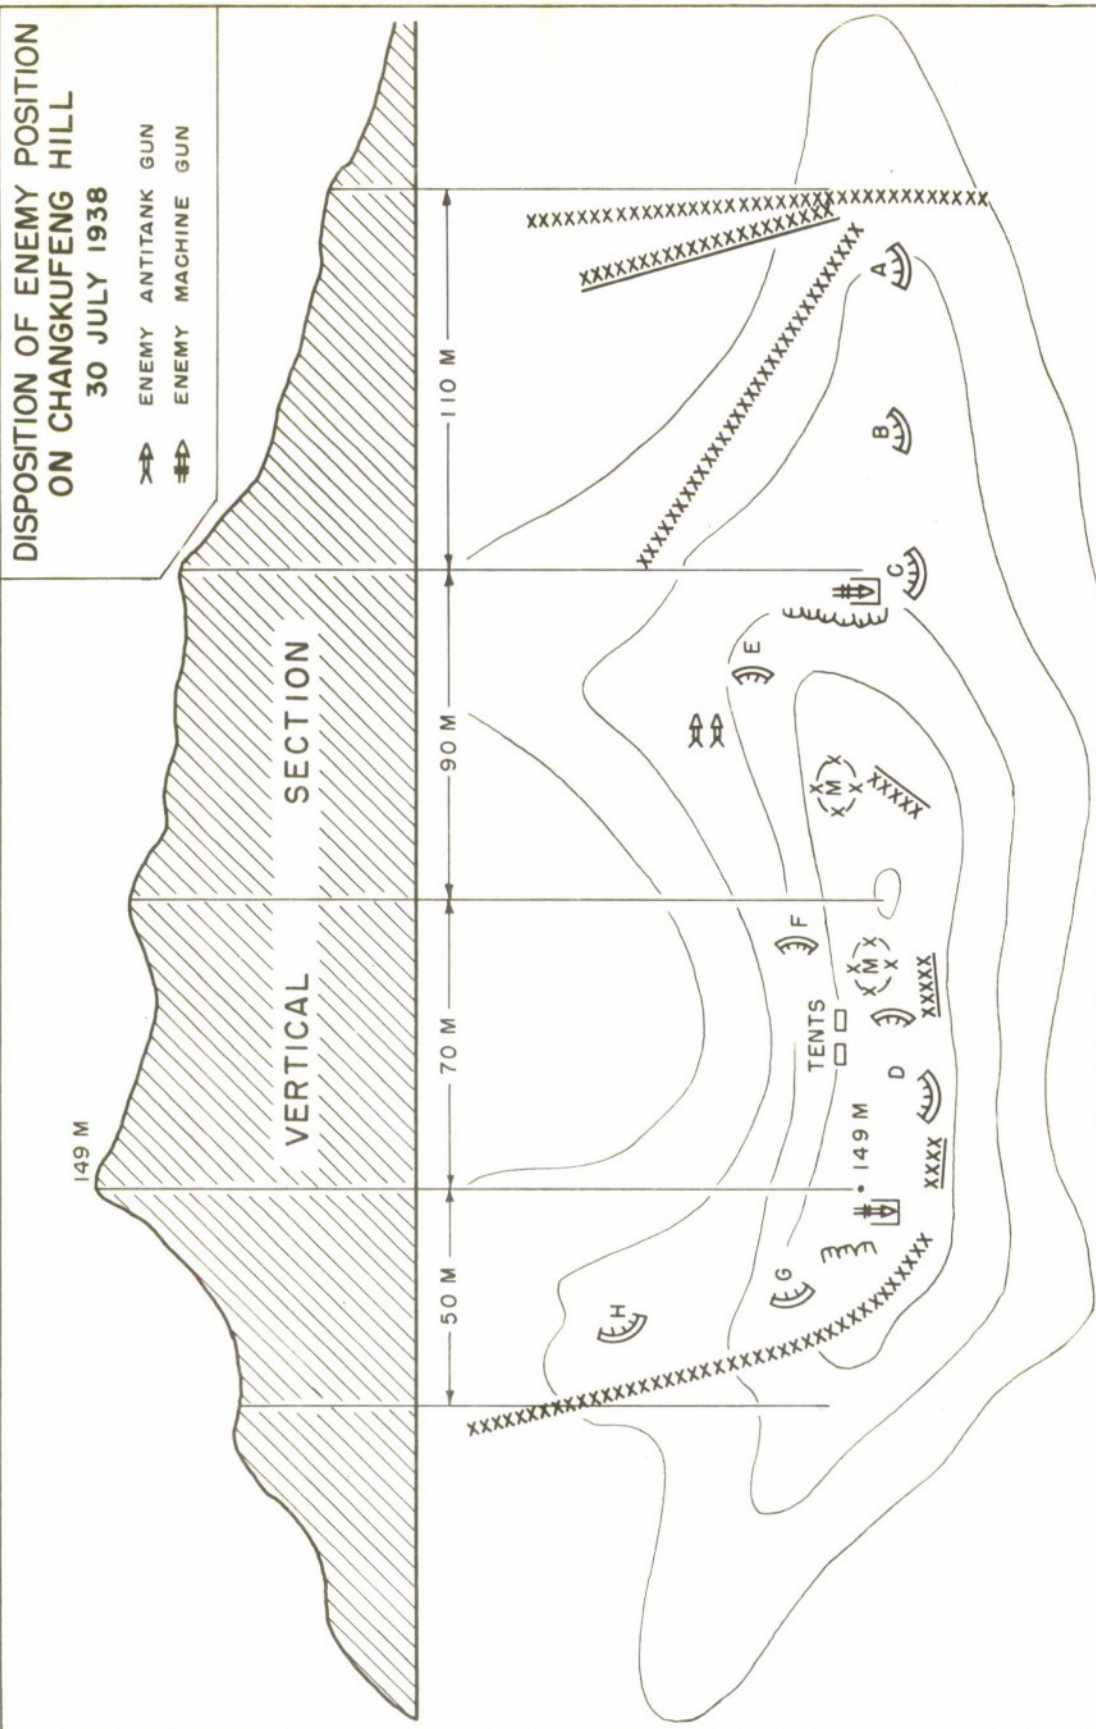 DISPOSITION OF ENEMY POSITION
ON CHANGKUFENG HILL
30 JULY 1938
ENEMY ANTITANK GUN
ENEMY MACHINE GUN
149 M
VERTICAL SECTION
50 M
70 M
90 M
110 M
H
E
G
F
TENTS
M
149 M
M
D
C
B
A